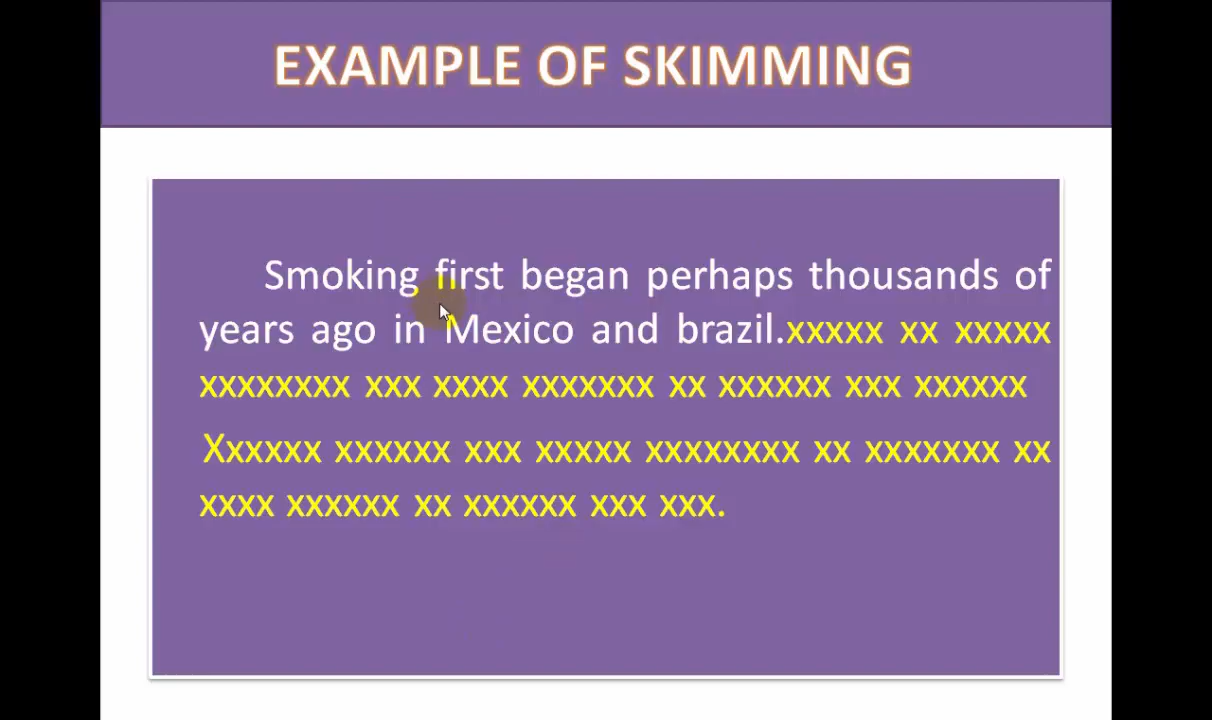 EXAMPLE OF SKIMMING
Smoking first began perhaps thousands of
years ago in Mexico and brazil.xxxxx xx xxxxx
xxxxxxxx xxx xxxx xxxxxxx xx xxxxxx xxx xxxxxx
Xxxxxx xxxxxx xxx xxxxx xxxxxxxx xx xxxxxxx xx
xxxx xxxxxx xx xxxxxx xxx xxx.